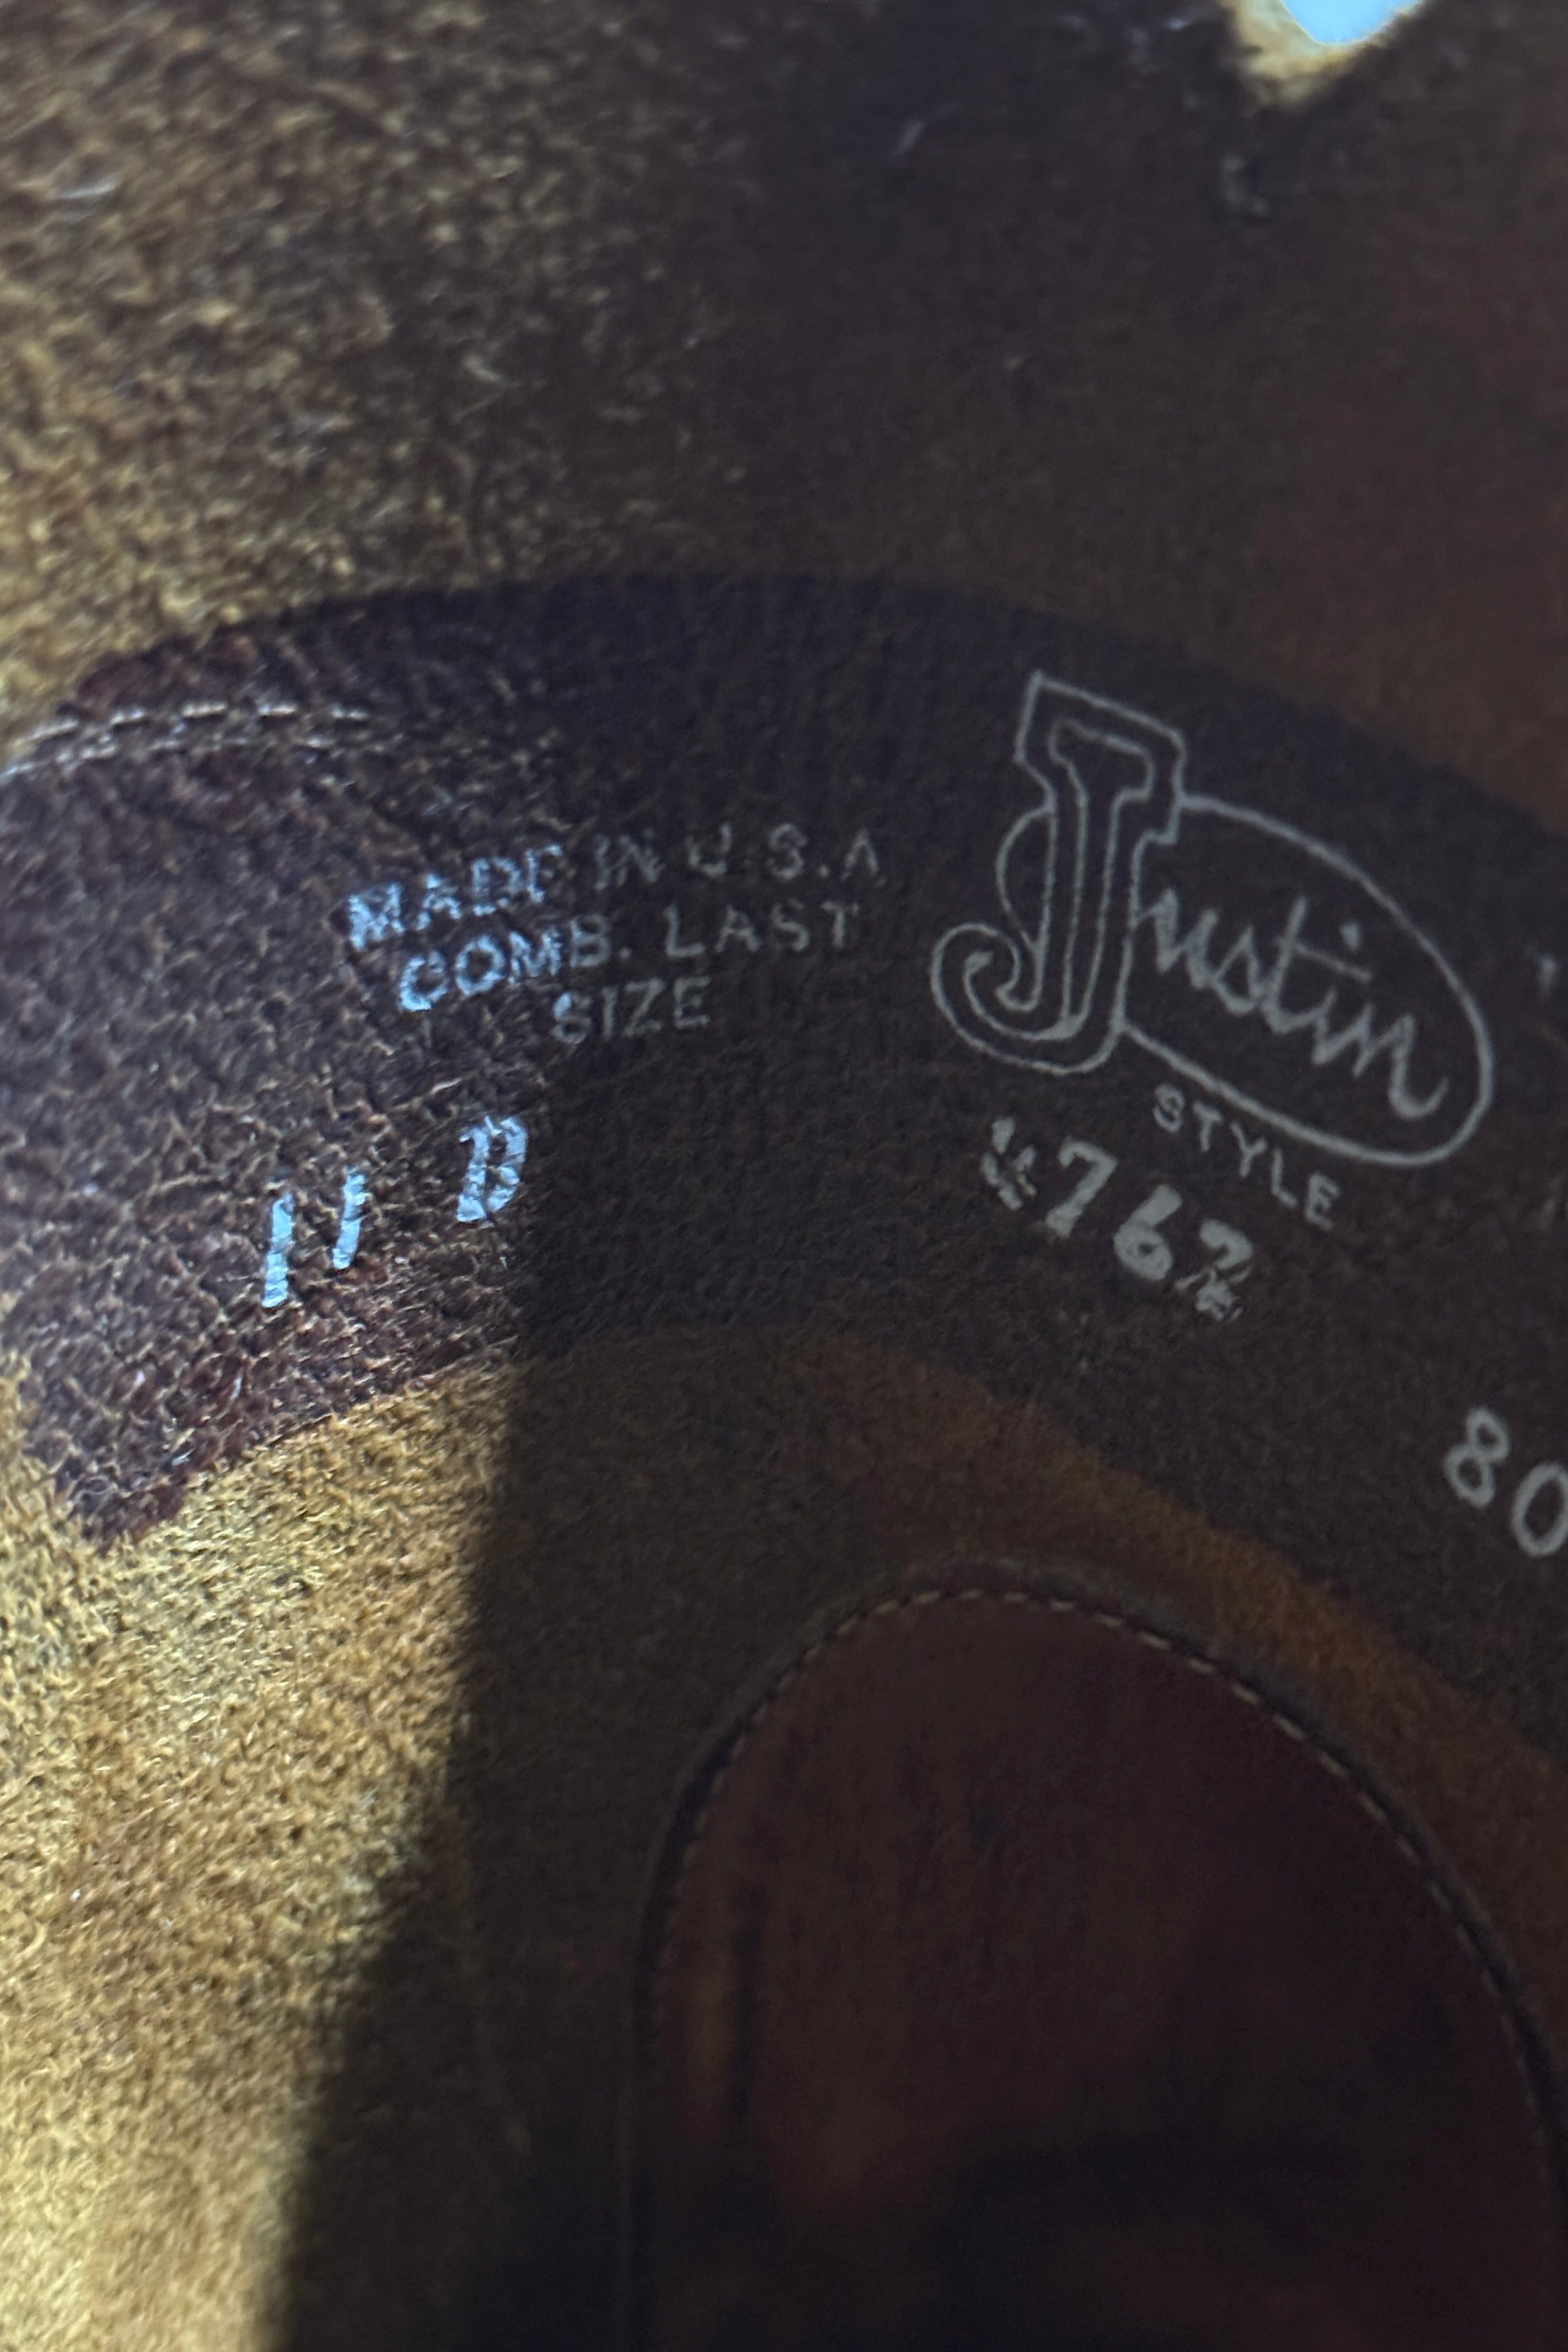 MADE IN U.S.A
COMB. LAST
SIZE
11 D
Justin
STYLE
80